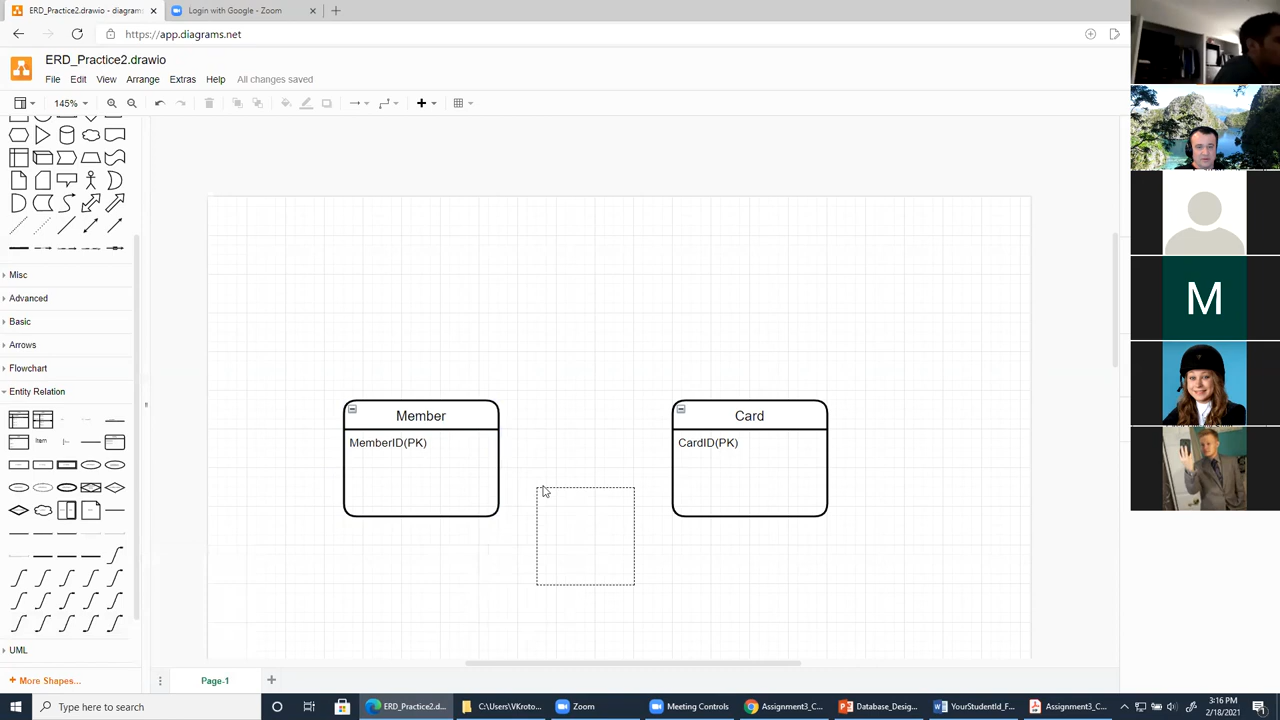 ERD_Practice2.drawio - diagrams
Login with Google - Zoom
https://app.diagrams.net
ERD_Practice2.drawio
File Edit View Arrange Extras Help All changes saved
145%
Misc
Advanced
Basic
Arrows
Flowchart
Entity Relation
UML
+ More Shapes...
Member
MemberID(PK)
Card
CardID(PK)
M
Page-1
Type here to search
ERD_Practice2.d...
C:\Users\VKroto...
Zoom
Meeting Controls
Assignment3_C...
Database_Desig...
YourStudentId_F...
Assignment3_C...
3:16 PM
2/18/2021